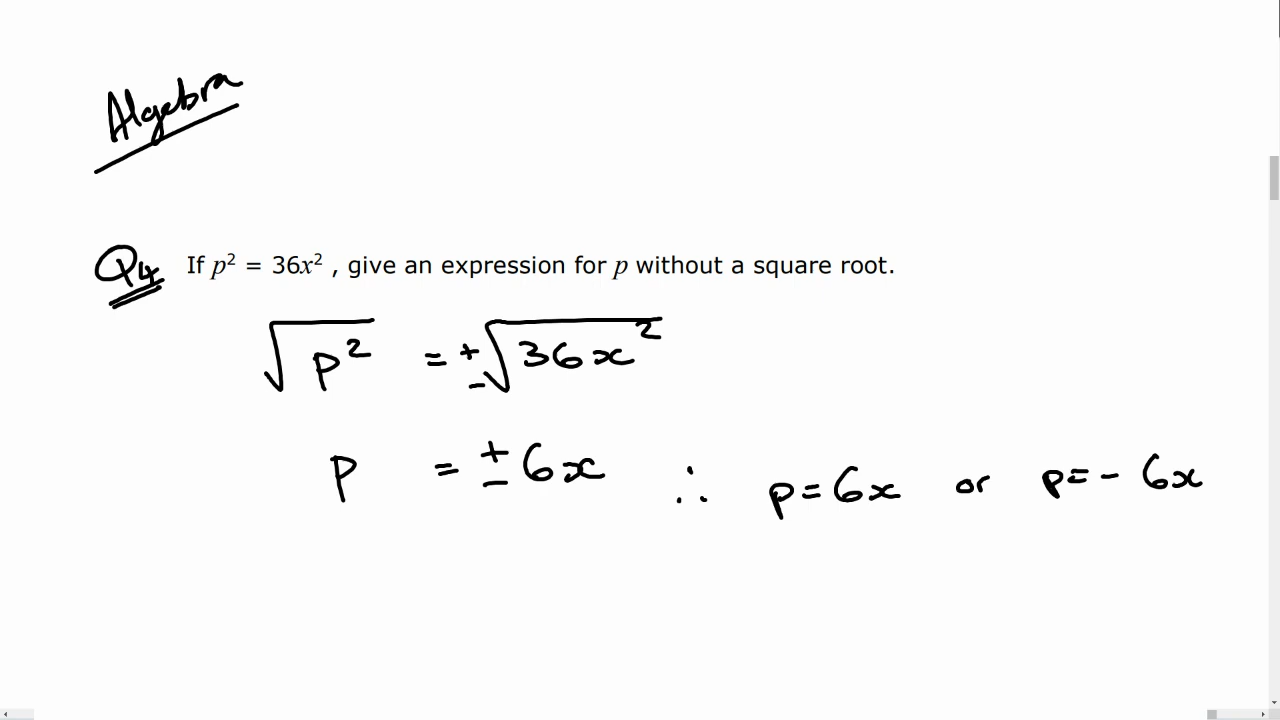 Algebra
Q4 If p² = 36x² , give an expression for p without a square root.
√p² = ±√36x²
p = ±6x ∴ p = 6x or p = - 6x